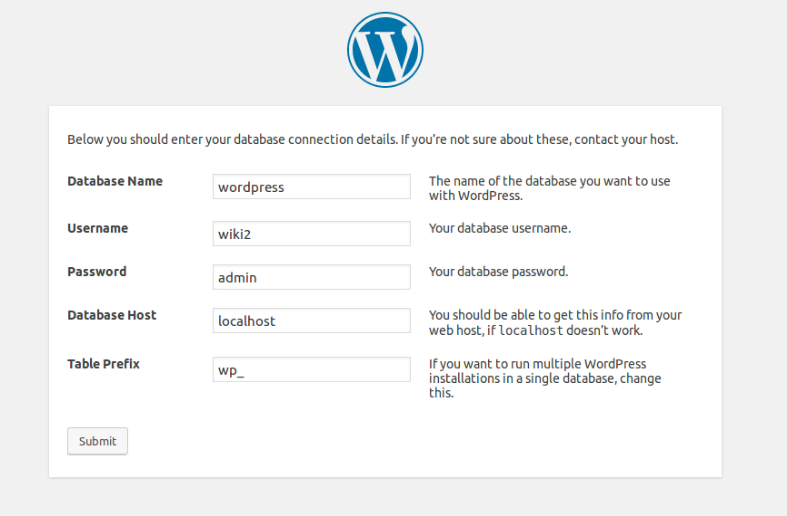 Below you should enter your database connection details. If you're not sure about these, contact your host.
Database Name
wordpress
The name of the database you want to use
with WordPress.
Username
wiki2
Your database username.
Password
admin
Your database password.
Database Host
localhost
You should be able to get this info from your
web host, if localhost doesn't work.
Table Prefix
wp_
If you want to run multiple WordPress
installations in a single database, change
this.
Submit